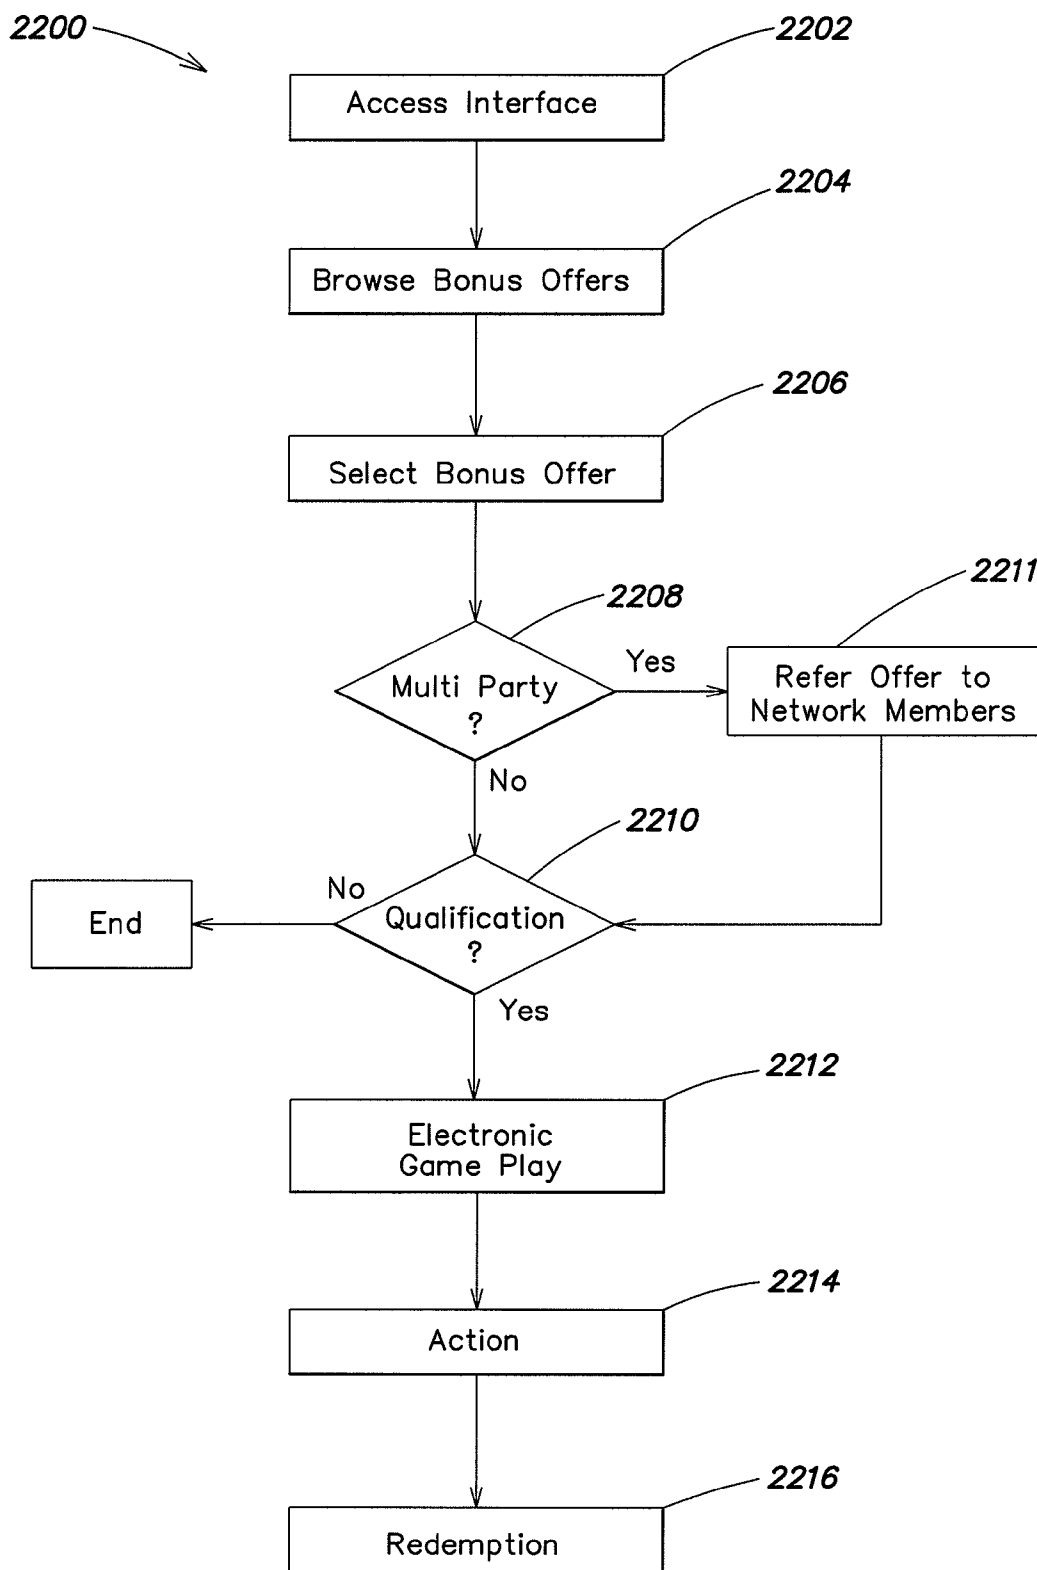 2200
2202
Access Interface
2204
Browse Bonus Offers
2206
Select Bonus Offer
2208
2211
Multi Party
?
Yes
Refer Offer to
Network Members
No
2210
Qualification
?
No
End
Yes
2212
Electronic
Game Play
2214
Action
2216
Redemption